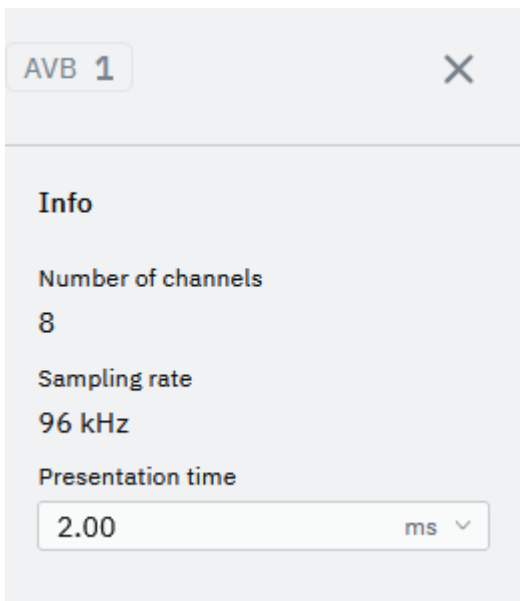 AVB 1
Info
Number of channels
8
Sampling rate
96 kHz
Presentation time
2.00 ms